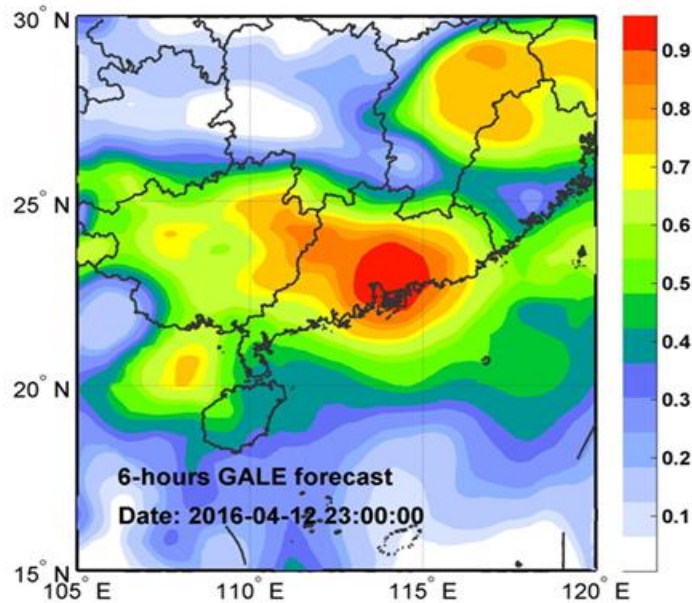 30° N
25° N
20° N
15° N
105° E
110° E
115° E
120° E
6-hours GALE forecast
Date: 2016-04-12-23:00:00
0.9
0.8
0.7
0.6
0.5
0.4
0.3
0.2
0.1